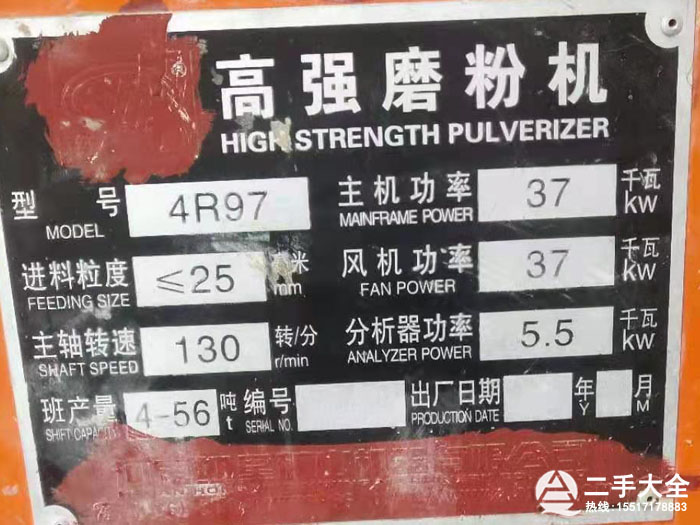 高强磨粉机
HIGH STRENGTH PULVERIZER
型号 4R97 主机功率 37 千瓦
MODEL MAINFRAME POWER kW
进料粒度 ≤25 米 风机功率 37 千瓦
FEEDING SIZE mm FAN POWER kW
主轴转速 130 转/分 分析器功率 5.5 千瓦
SHAFT SPEED r/min ANALYZER POWER kW
班产量 4-56 吨 编号 出厂日期 年 月
SHIFT CAPACITY t SERIAL NO. PRODUCTION DATE Y M
二手大全
热线:15517178883